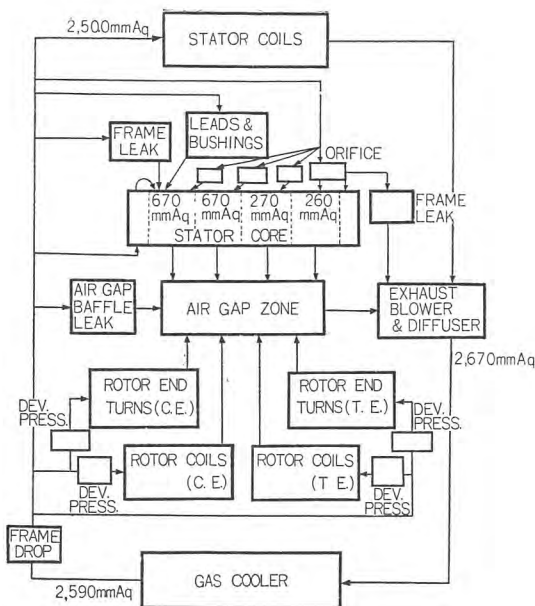 2,500mmAq
STATOR COILS
FRAME
LEAK
LEADS &
BUSHINGS
ORIFICE
670
mmAq
670
mmAq
270
mmAq
260
mmAq
STATOR CORE
FRAME
LEAK
AIR GAP
BAFFLE
LEAK
AIR GAP ZONE
EXHAUST
BLOWER
& DIFFUSER
2,670mmAq
ROTOR END
TURNS(C.E.)
ROTOR END
TURNS(T. E.)
DEV.
PRESS.
DEV.
PRESS.
ROTOR COILS
(C. E.)
ROTOR COILS
(T E.)
DEV.
PRESS.
DEV.
PRESS.
FRAME
DROP
2,590mmAq
GAS COOLER